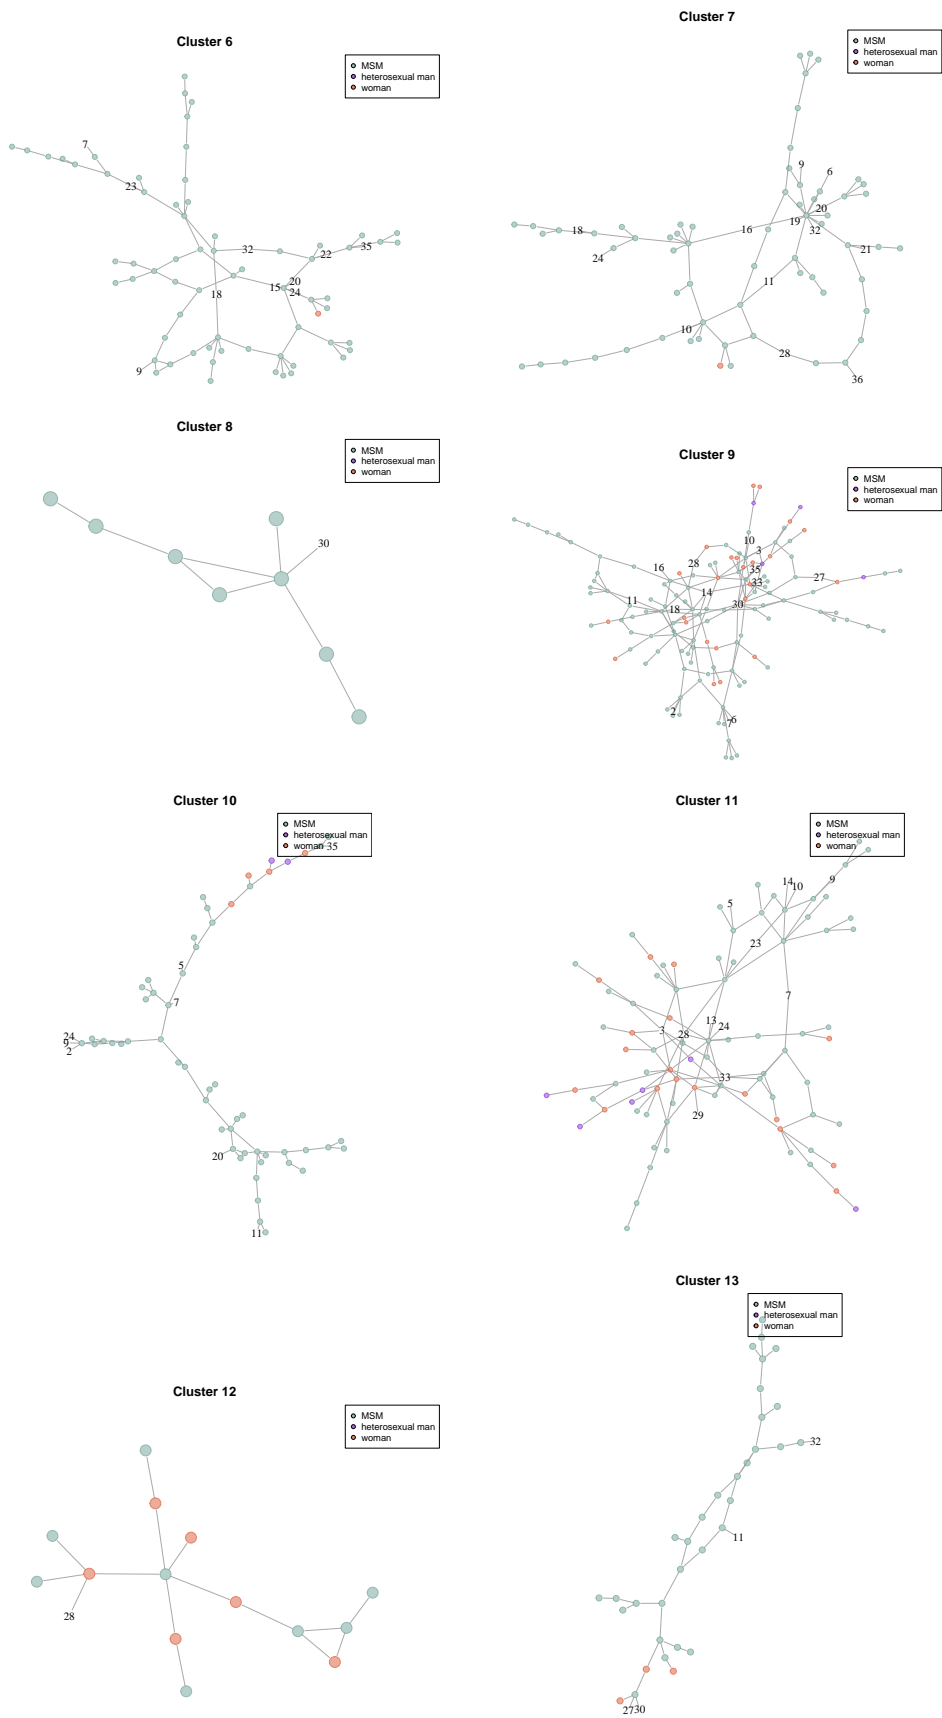 Cluster 6
MSM
heterosexual man
woman
7
23
32
22
35
20
15
24
18
9
Cluster 7
MSM
heterosexual man
woman
9
6
20
19
32
16
18
24
21
11
10
28
36
Cluster 8
MSM
heterosexual man
woman
30
Cluster 9
MSM
heterosexual man
woman
10
3
28
16
35
27
33
14
11
30
18
2
6
7
Cluster 10
MSM
heterosexual man
woman
35
5
7
24
9
2
20
11
Cluster 11
MSM
heterosexual man
woman
9
14
10
5
23
7
13
3
28
24
33
29
Cluster 12
MSM
heterosexual man
woman
28
Cluster 13
MSM
heterosexual man
woman
32
11
27
30